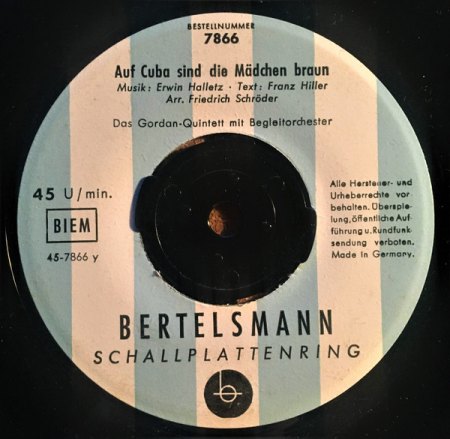 BESTELLNUMMER
7866
Auf Cuba sind die Mädchen braun
Musik: Erwin Halletz · Text: Franz Hiller
Arr. Friedrich Schröder
Das Gordan-Quintett mit Begleitorchester
45 U/min.
BIEM
45-7866 y
Alle Hersteller- und
Urheberrechte vor-
behalten. Überspie-
lung, öffentliche Auf-
führung u. Rundfunk-
sendung verboten.
Made in Germany.
BERTELSMANN
SCHALLPLATTENRING
b